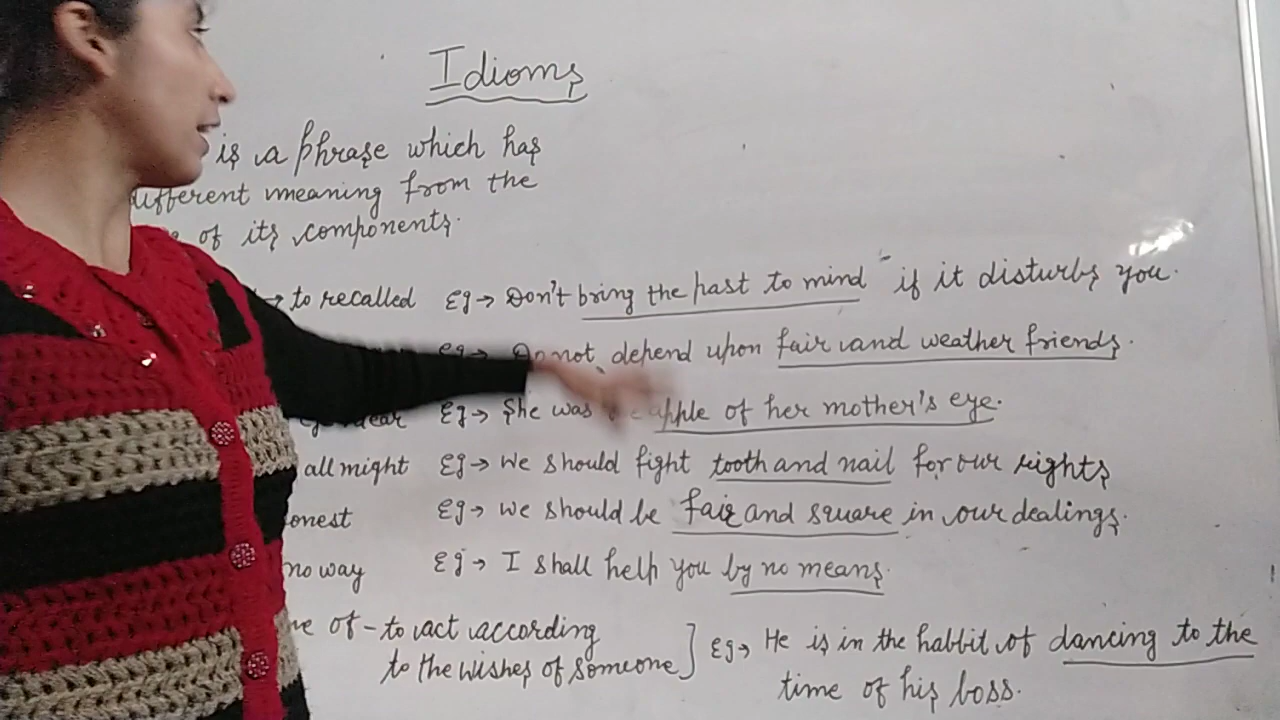 Idioms
is a phrase which has
different meaning from the
of its components.
→ to recalled Eg → Don't bring the past to mind if it disturbs you.
Eg → Do not depend upon fair and weather friends.
dear Eg → She was apple of her mother's eye.
all might Eg → We should fight tooth and nail for our rights
onest Eg → We should be fair and square in our dealings.
no way Eg → I shall help you by no means.
of - to act according
to the wishes of someone] Eg → He is in the habbit of dancing to the
time of his boss.